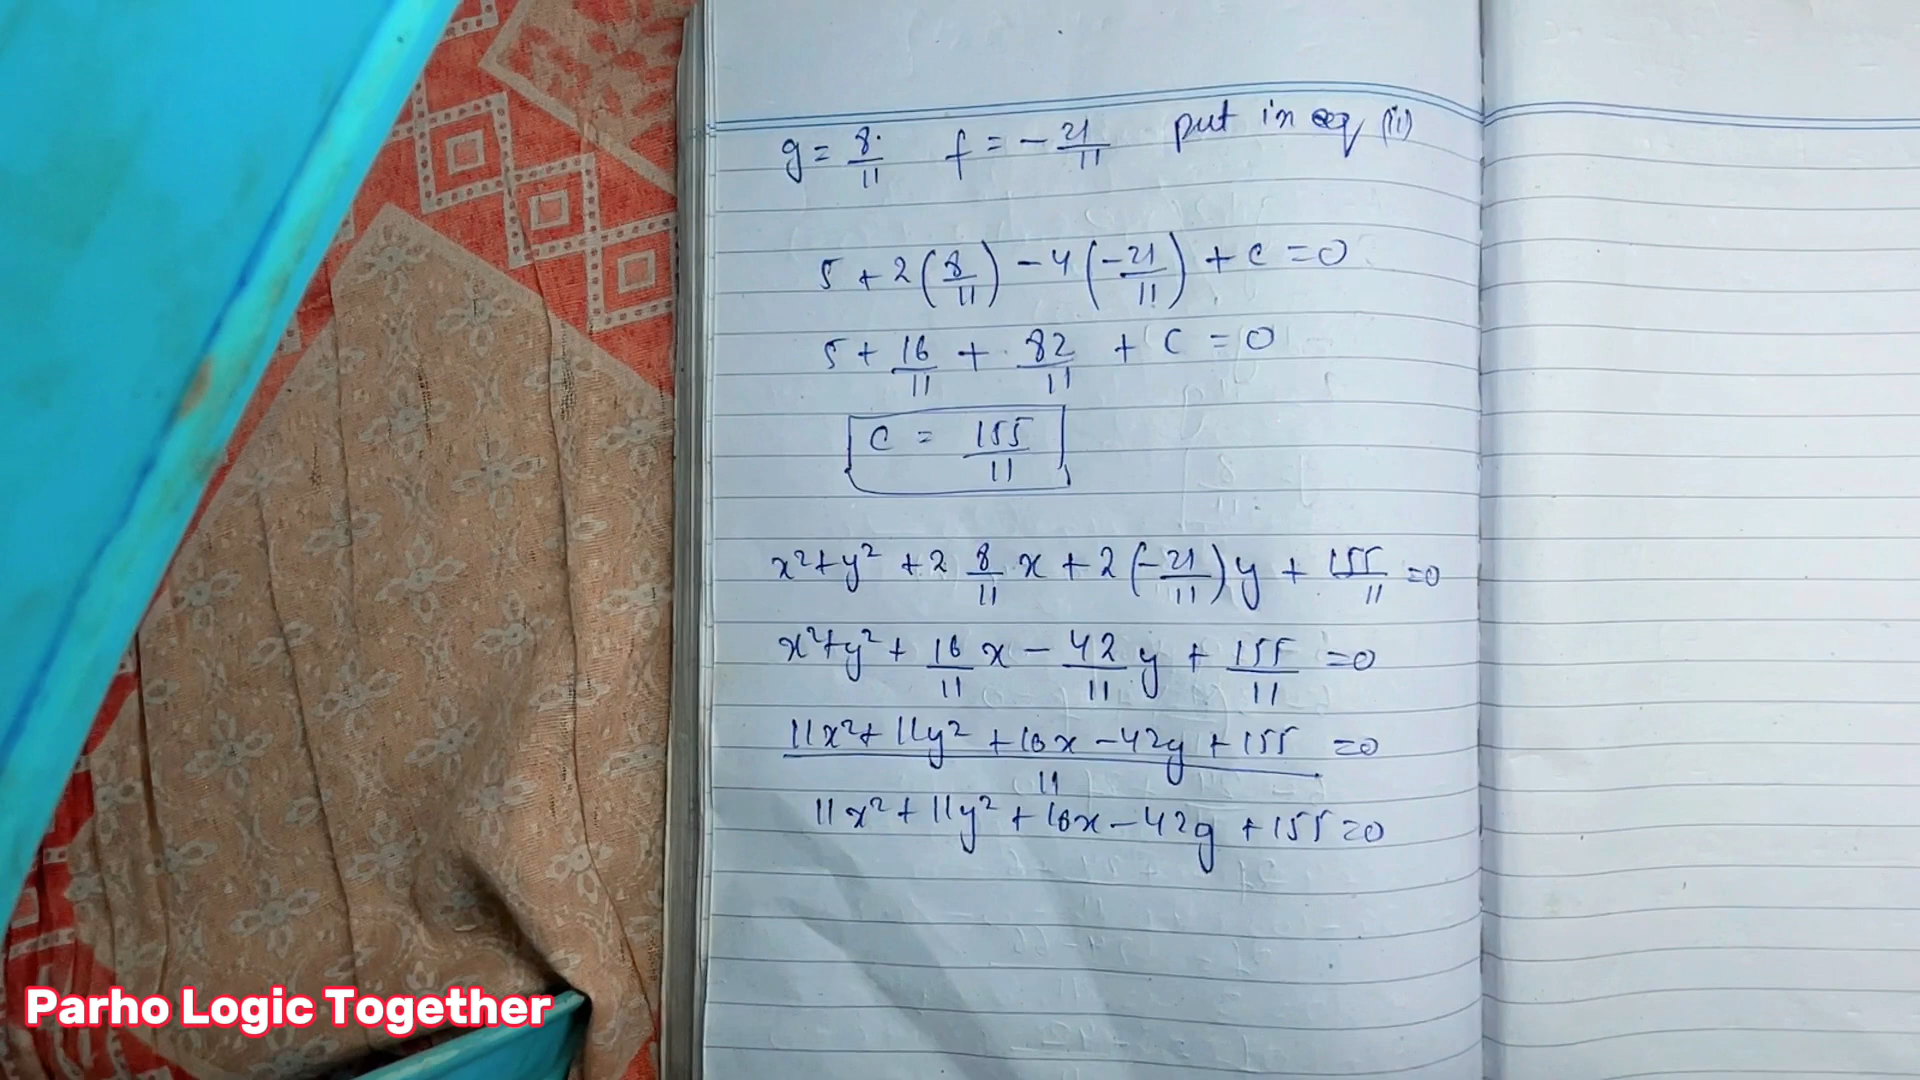 g = 8/11 f = - 21/11 put in eq (ii)
5 + 2(8/11) - 4(-21/11) + c = 0
5 + 16/11 + 82/11 + C = 0
C = 155/11
x² + y² + 2 8/11 x + 2(-21/11)y + 155/11 = 0
x² + y² + 16/11 x - 42/11 y + 155/11 = 0
11x² + 11y² + 16x - 42y + 155 / 11 = 0
11x² + 11y² + 16x - 42y + 155 = 0
Parho Logic Together